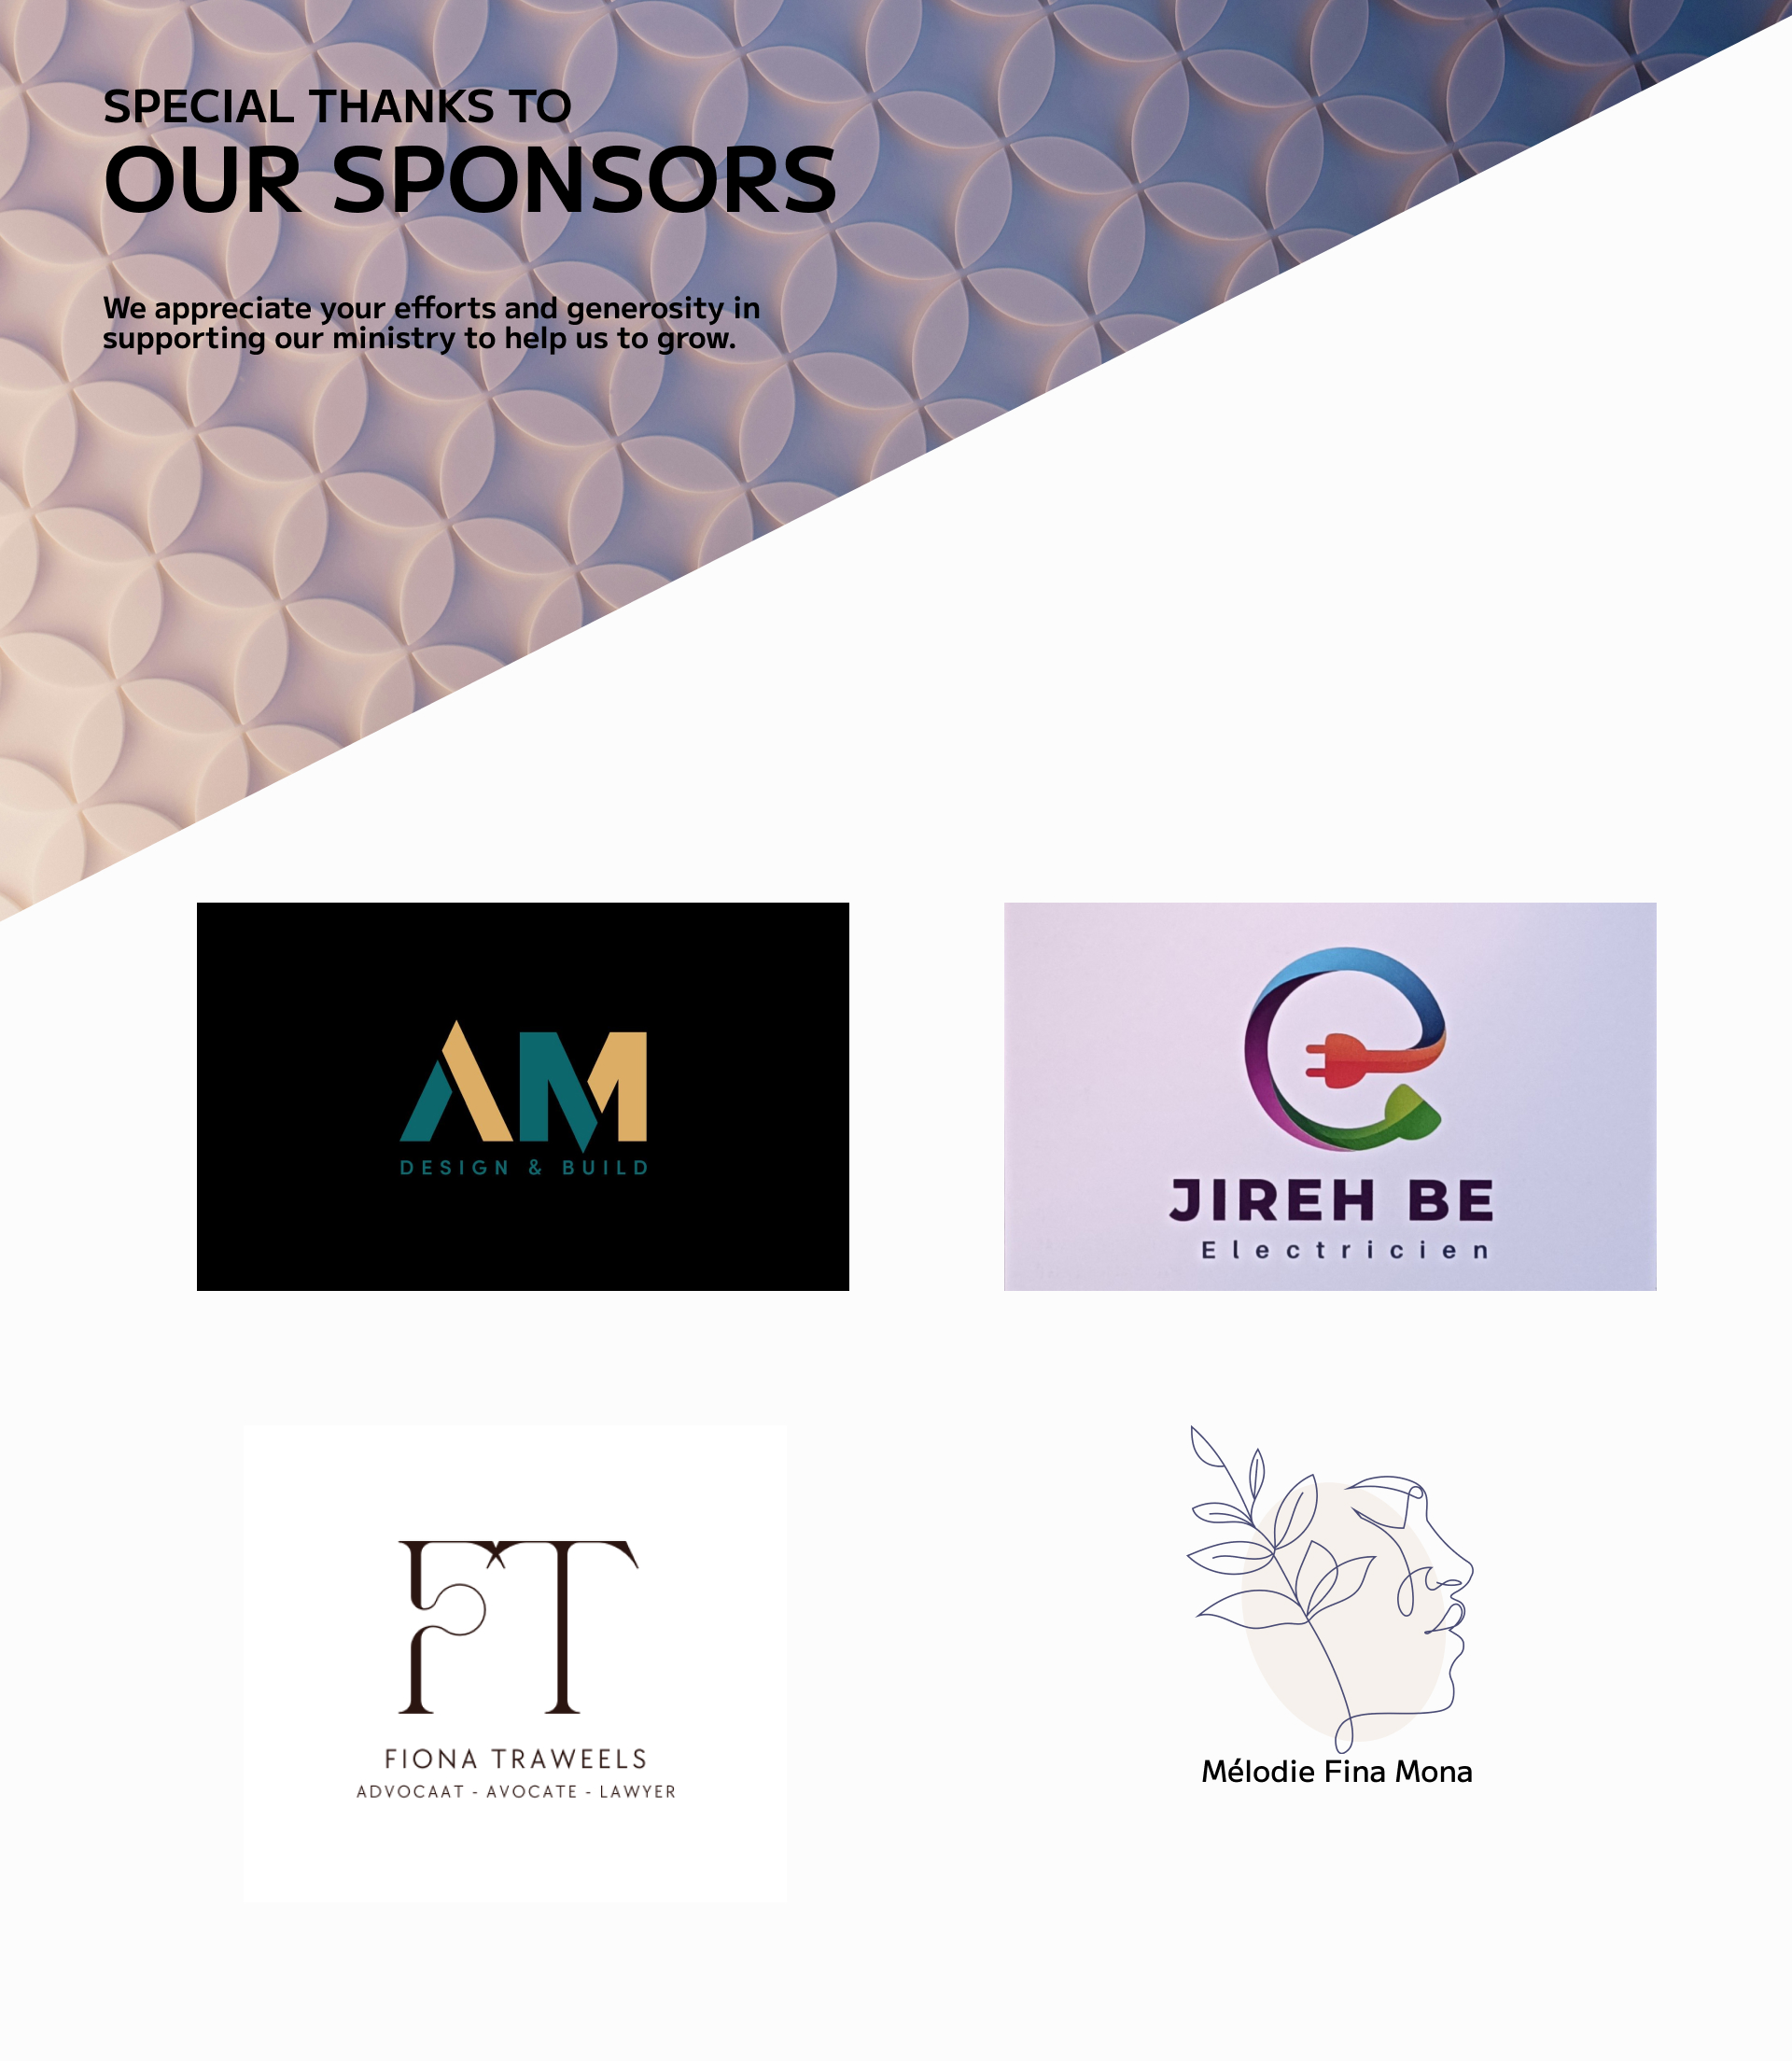 SPECIAL THANKS TO
OUR SPONSORS
We appreciate your efforts and generosity in
supporting our ministry to help us to grow.
AM
DESIGN & BUILD
JIREH BE
Electricien
FT
FIONA TRAWEELS
ADVOCAAT - AVOCATE - LAWYER
Mélodie Fina Mona